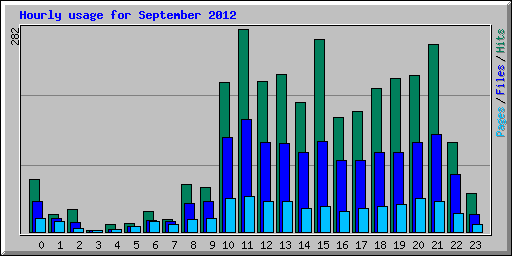 Hourly usage for September 2012
282
Pages / Files / Hits
0 1 2 3 4 5 6 7 8 9 10 11 12 13 14 15 16 17 18 19 20 21 22 23